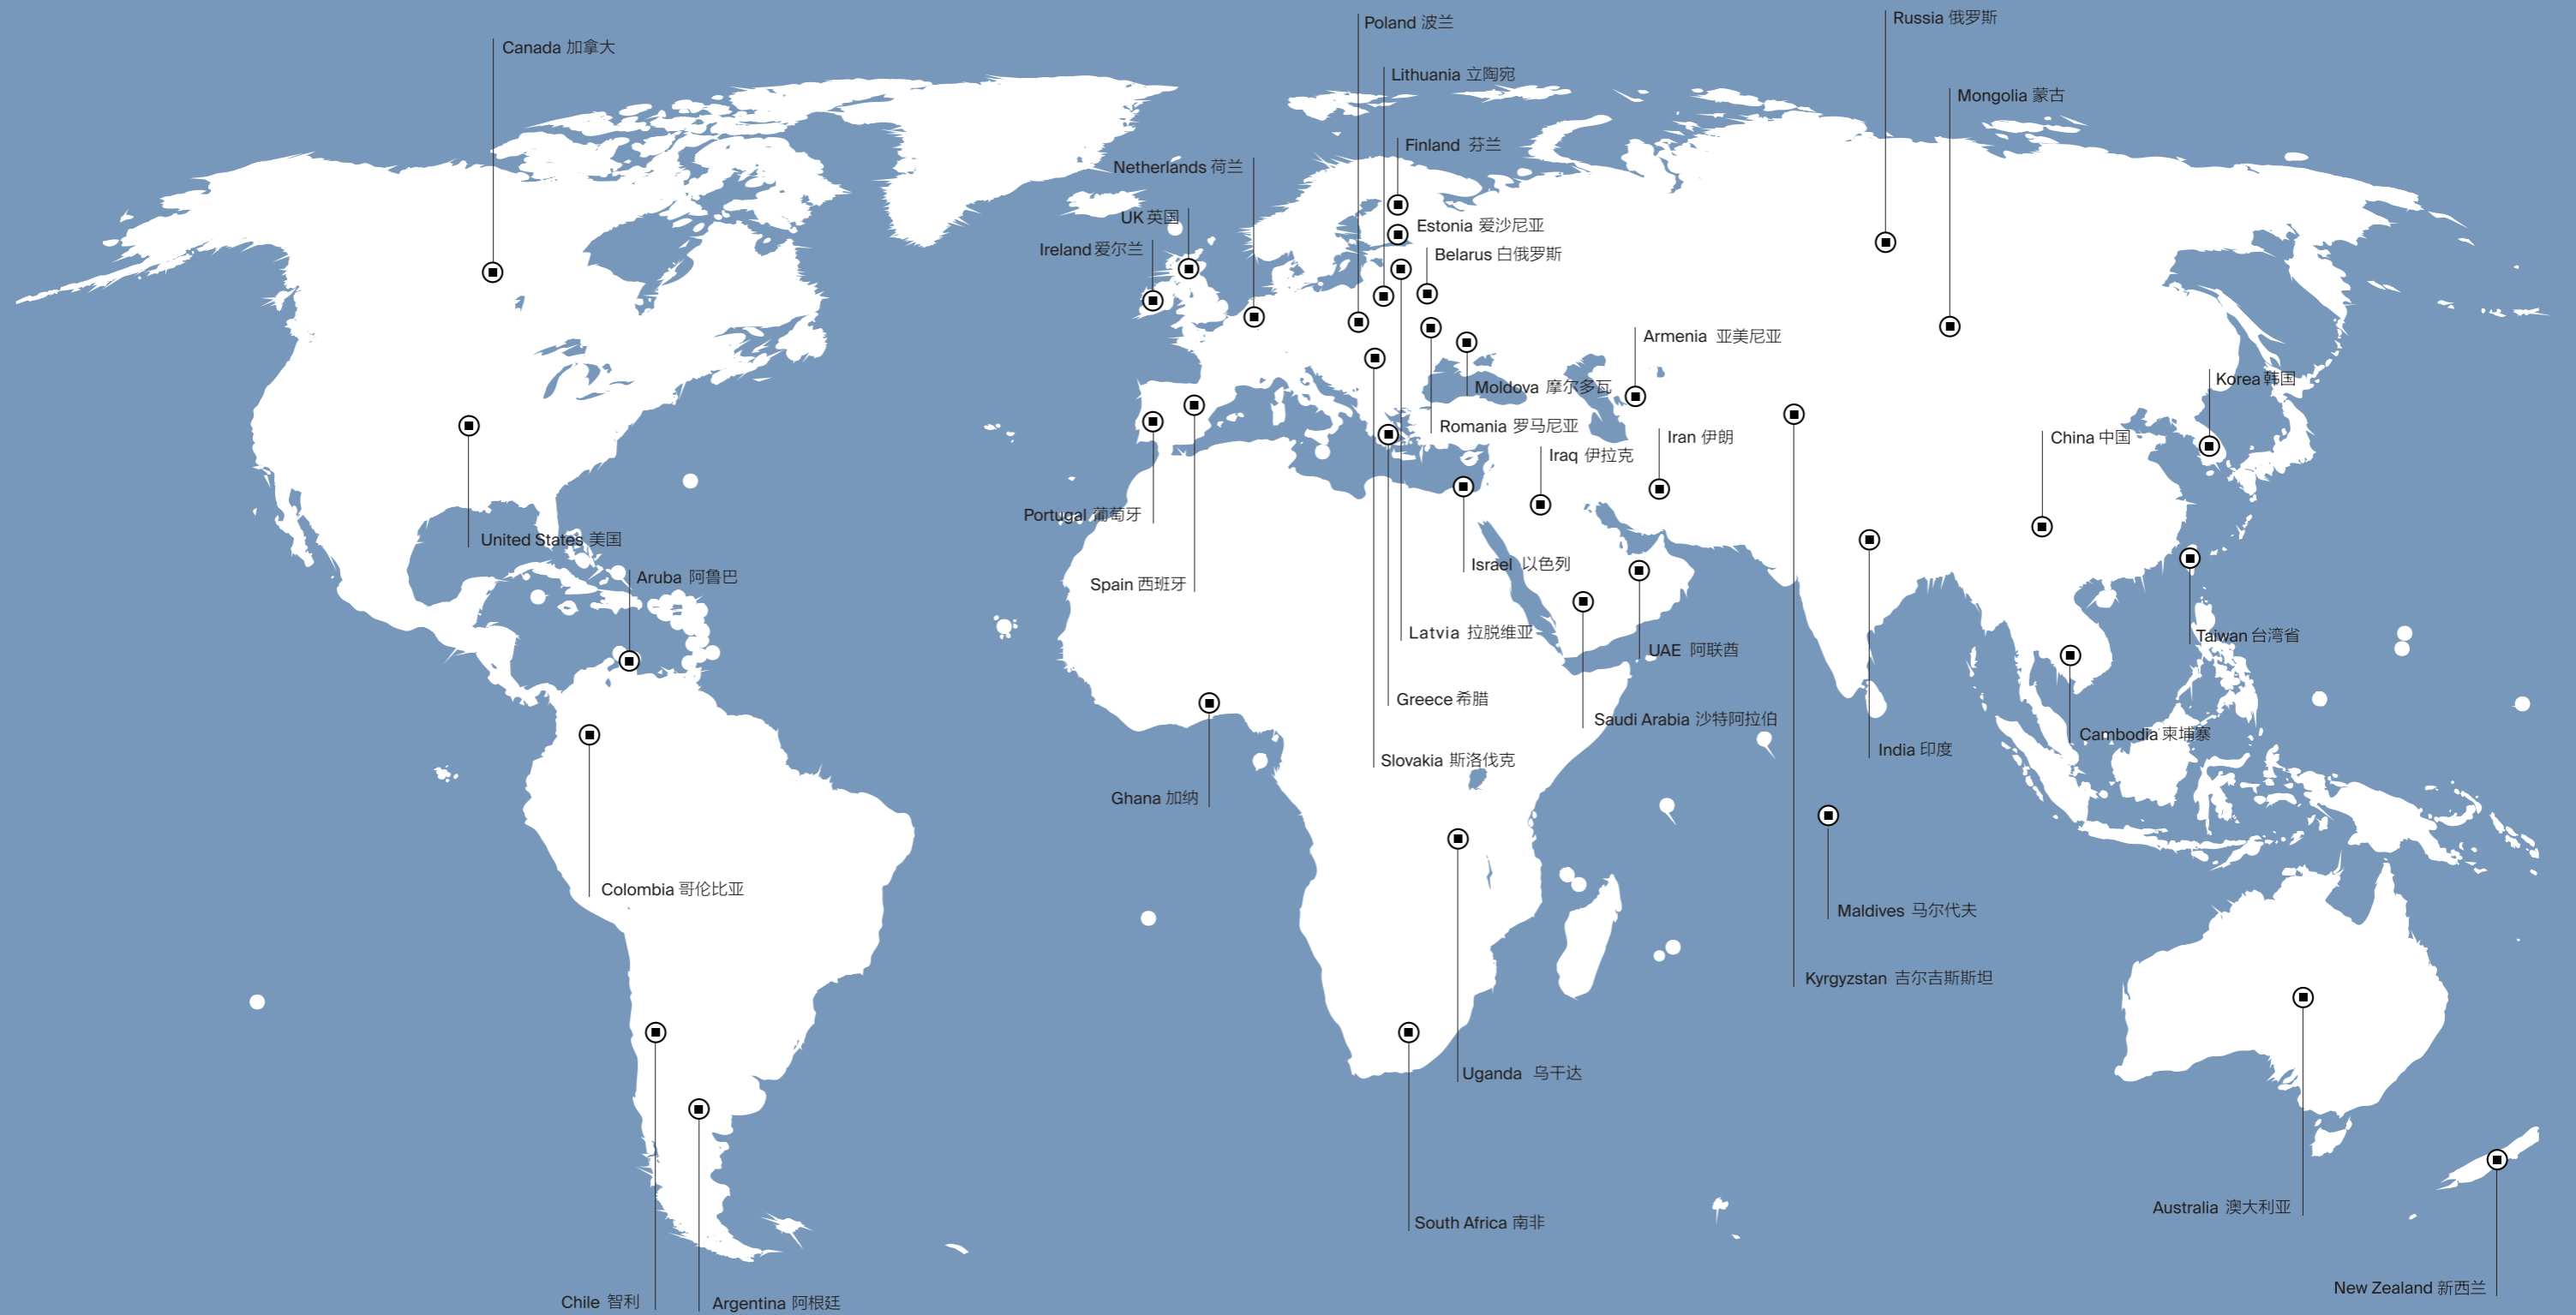 Russia 俄罗斯
Poland 波兰
Canada 加拿大
Lithuania 立陶宛
Mongolia 蒙古
Finland 芬兰
Netherlands 荷兰
UK 英国
Estonia 爱沙尼亚
Ireland 爱尔兰
Belarus 白俄罗斯
Armenia 亚美尼亚
Korea 韩国
Moldova 摩尔多瓦
Romania 罗马尼亚
Iran 伊朗
China 中国
Iraq 伊拉克
Portugal 葡萄牙
United States 美国
Israel 以色列
Aruba 阿鲁巴
Spain 西班牙
Latvia 拉脱维亚
Taiwan 台湾省
UAE 阿联酋
Greece 希腊
Saudi Arabia 沙特阿拉伯
Cambodia 柬埔寨
India 印度
Slovakia 斯洛伐克
Ghana 加纳
Colombia 哥伦比亚
Maldives 马尔代夫
Kyrgyzstan 吉尔吉斯斯坦
Uganda 乌干达
Australia 澳大利亚
South Africa 南非
New Zealand 新西兰
Chile 智利
Argentina 阿根廷